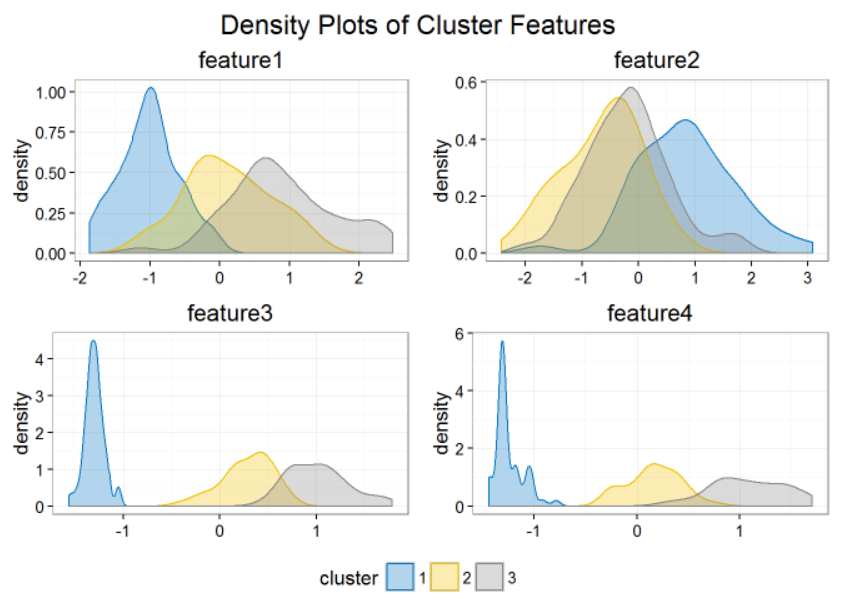 Density Plots of Cluster Features
feature1
feature2
density
1.00
0.75
0.50
0.25
0.00
-2 -1 0 1 2
density
0.6
0.4
0.2
0.0
-2 -1 0 1 2 3
feature3
feature4
density
4
3
2
1
0
-1 0 1
density
6
4
2
0
-1 0 1
cluster 1 2 3